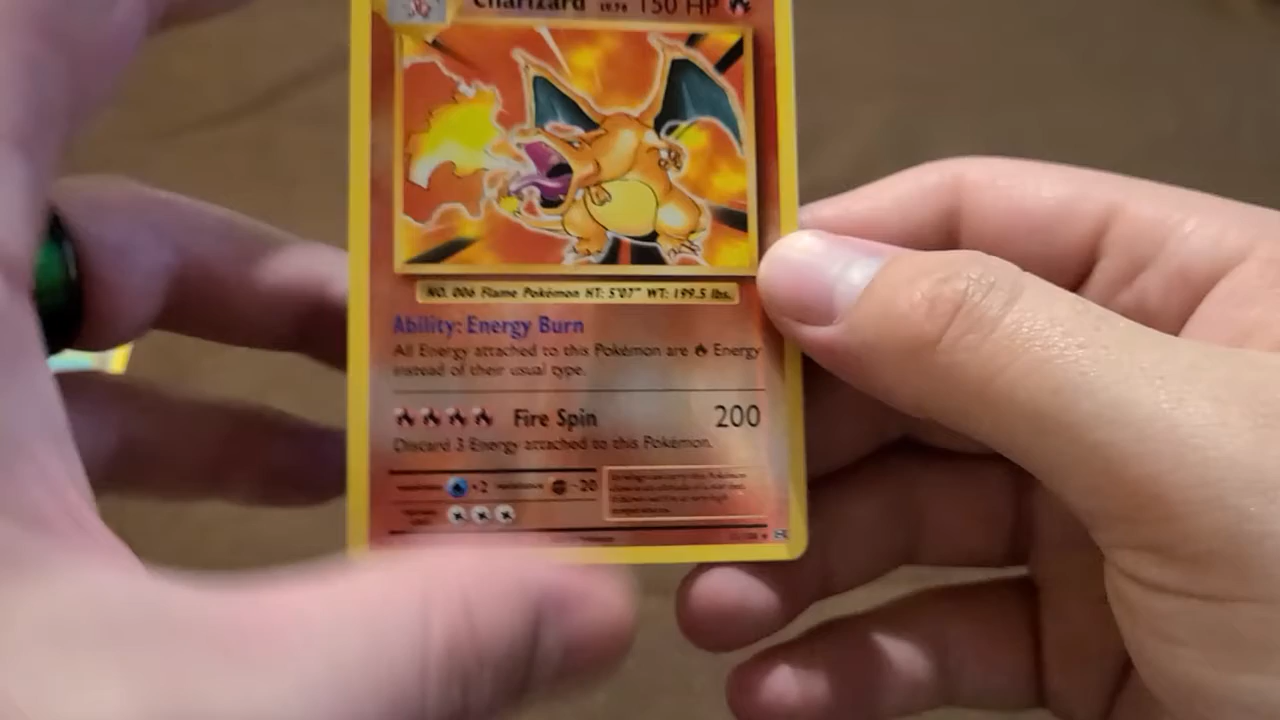 Charizard LV.76 150 HP
NO. 006 Flame Pokémon HT: 5'07" WT: 199.5 lbs.
Ability: Energy Burn
All Energy attached to this Pokémon are Energy
instead of their usual type.
Fire Spin 200
Discard 3 Energy attached to this Pokémon.
+2 -20